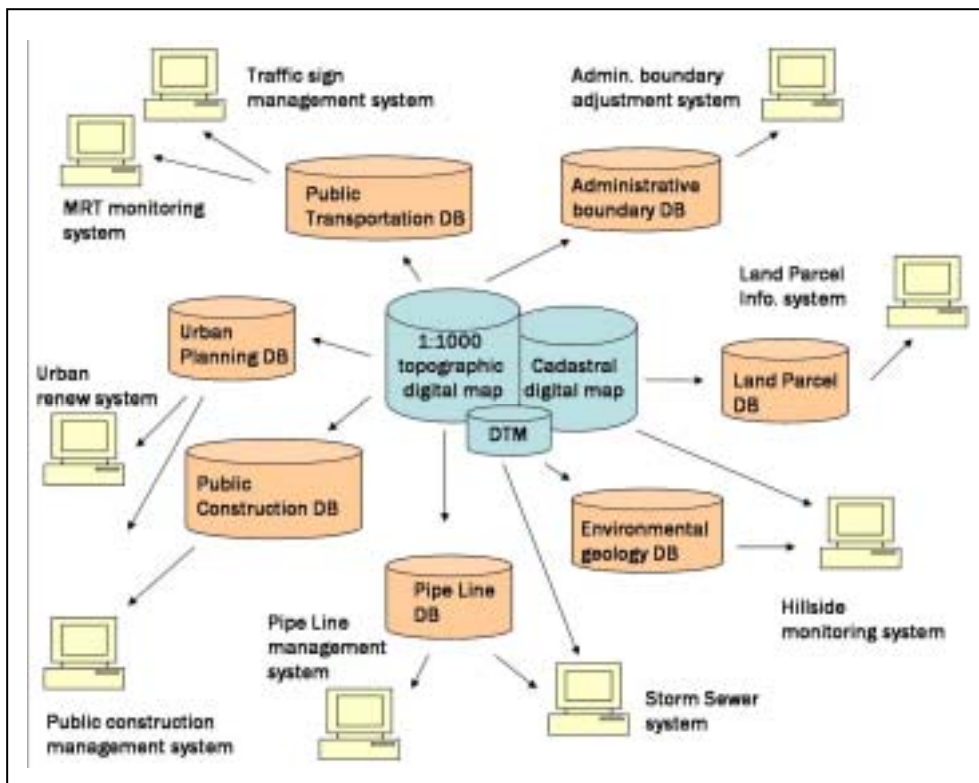 Traffic sign
management system
Admin. boundary
adjustment system
MRT monitoring
system
Public
Transportation DB
Administrative
boundary DB
Land Parcel
Info. system
Urban
Planning DB
1:1000
topographic
digital map
Cadastral
digital map
Land Parcel
DB
Urban
renew system
DTM
Public
Construction DB
Environmental
geology DB
Pipe Line
DB
Pipe Line
management
system
Hillside
monitoring system
Storm Sewer
system
Public construction
management system